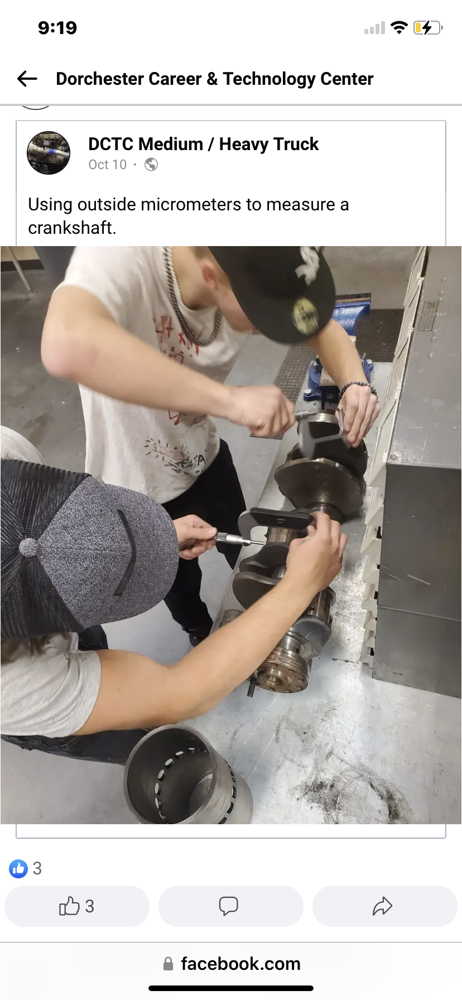 9:19
Dorchester Career & Technology Center
DCTC Medium / Heavy Truck
Oct 10 ·
Using outside micrometers to measure a
crankshaft.
3
3
facebook.com